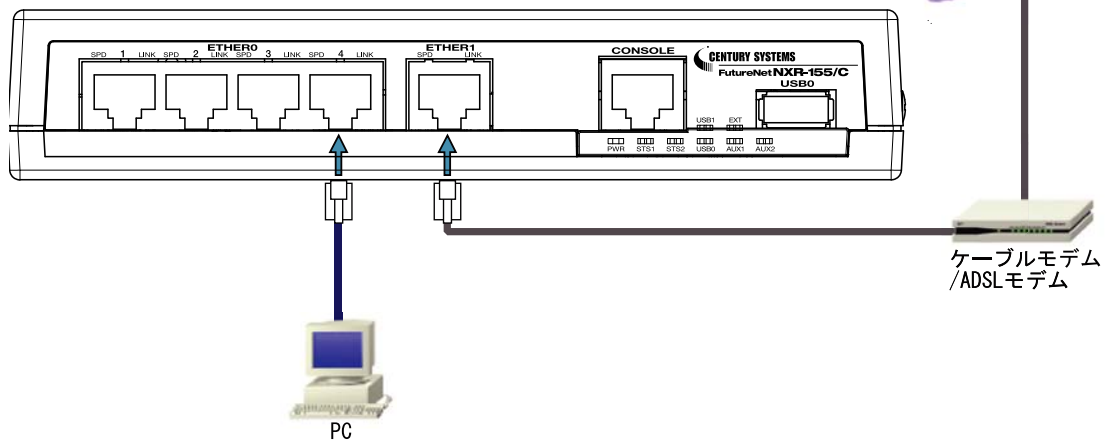 ETHER0
SPD 1 LINK SPD 2 LINK SPD 3 LINK SPD 4 LINK
ETHER1
SPD LINK
CONSOLE
CENTURY SYSTEMS
FutureNet NXR-155/C
USB0
USB1 EXT
PWR STS1 STS2 USB0 AUX1 AUX2
ケーブルモデム
/ADSLモデム
PC